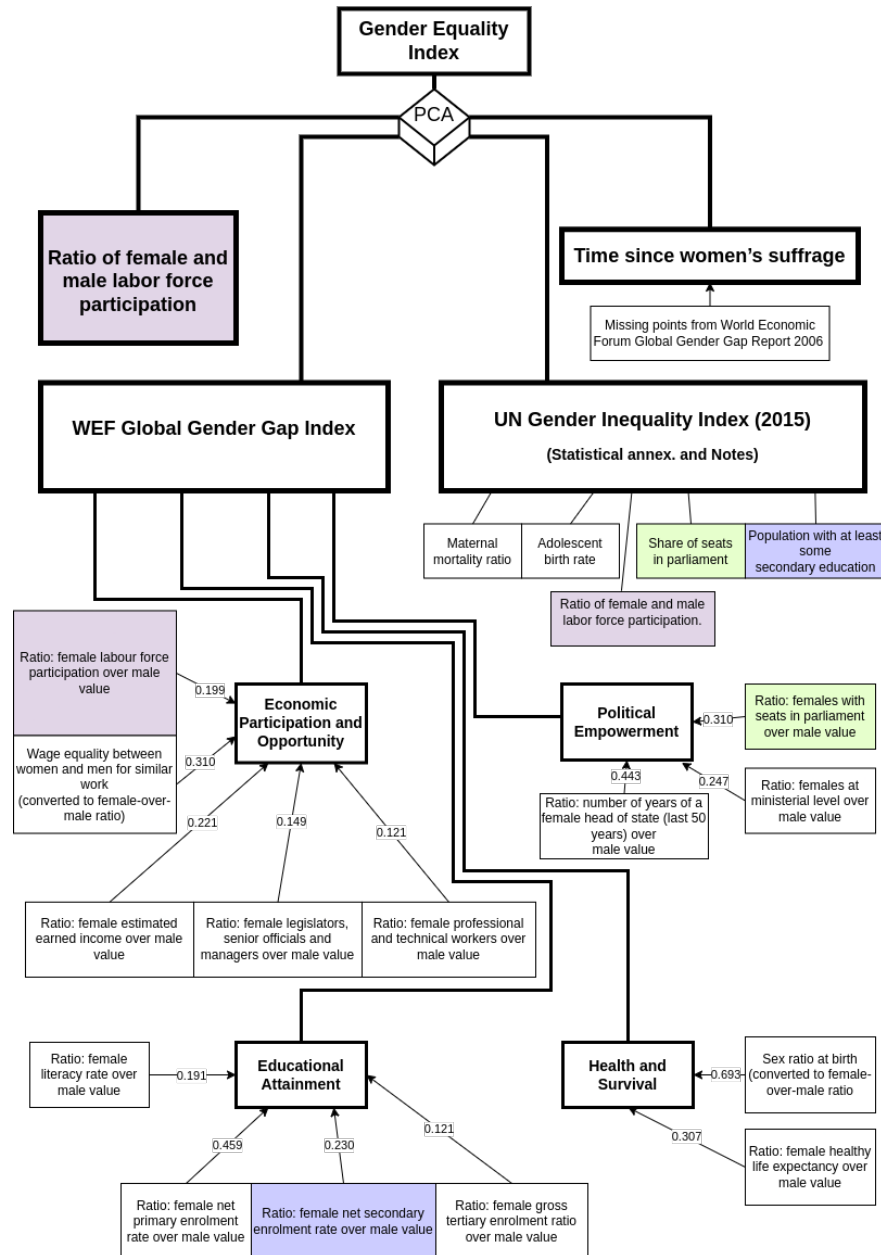 Gender Equality
Index
PCA
Ratio of female and
male labor force
participation
Time since women's suffrage
Missing points from World Economic
Forum Global Gender Gap Report 2006
WEF Global Gender Gap Index
UN Gender Inequality Index (2015)
(Statistical annex. and Notes)
Maternal
mortality ratio
Adolescent
birth rate
Share of seats
in parliament
Population with at least
some
secondary education
Ratio of female and male
labor force participation.
Ratio: female labour force
participation over male
value
0.199
Economic
Participation and
Opportunity
Wage equality between
women and men for similar
work
(converted to female-over-
male ratio)
0.310
0.221
0.149
0.121
Ratio: female estimated
earned income over male
value
Ratio: female legislators,
senior officials and
managers over male value
Ratio: female professional
and technical workers over
male value
Political
Empowerment
0.310
Ratio: females with
seats in parliament
over male value
0.443
0.247
Ratio: number of years of a
female head of state (last 50
years) over
male value
Ratio: females at
ministerial level over
male value
Ratio: female
literacy rate over
male value
0.191
Educational
Attainment
0.459
0.230
0.121
Ratio: female net
primary enrolment
rate over male value
Ratio: female net secondary
enrolment rate over male value
Ratio: female gross
tertiary enrolment ratio
over male value
Health and
Survival
0.693
Sex ratio at birth
(converted to female-
over-male ratio
0.307
Ratio: female healthy
life expectancy over
male value